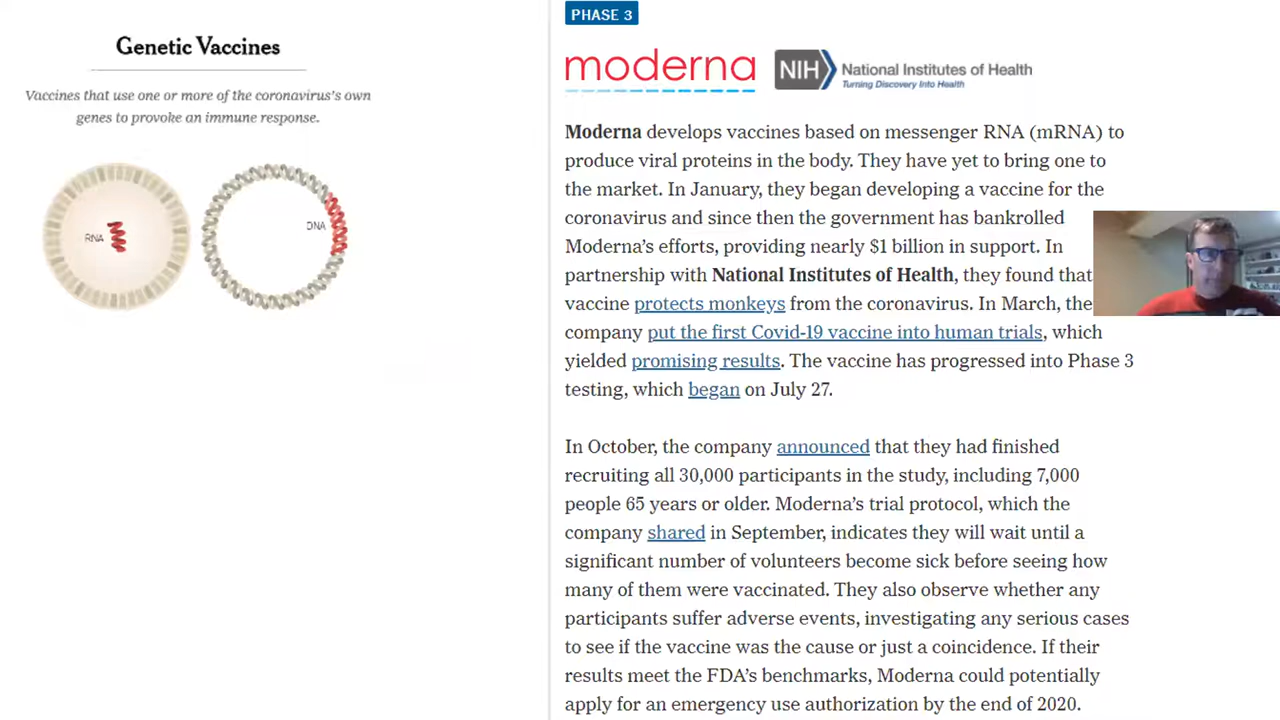 Genetic Vaccines
Vaccines that use one or more of the coronavirus's own
genes to provoke an immune response.
RNA
DNA
PHASE 3
moderna
NIH National Institutes of Health
Turning Discovery Into Health
Moderna develops vaccines based on messenger RNA (mRNA) to
produce viral proteins in the body. They have yet to bring one to
the market. In January, they began developing a vaccine for the
coronavirus and since then the government has bankrolled
Moderna's efforts, providing nearly $1 billion in support. In
partnership with National Institutes of Health, they found that
vaccine protects monkeys from the coronavirus. In March, the
company put the first Covid-19 vaccine into human trials, which
yielded promising results. The vaccine has progressed into Phase 3
testing, which began on July 27.
In October, the company announced that they had finished
recruiting all 30,000 participants in the study, including 7,000
people 65 years or older. Moderna's trial protocol, which the
company shared in September, indicates they will wait until a
significant number of volunteers become sick before seeing how
many of them were vaccinated. They also observe whether any
participants suffer adverse events, investigating any serious cases
to see if the vaccine was the cause or just a coincidence. If their
results meet the FDA's benchmarks, Moderna could potentially
apply for an emergency use authorization by the end of 2020.